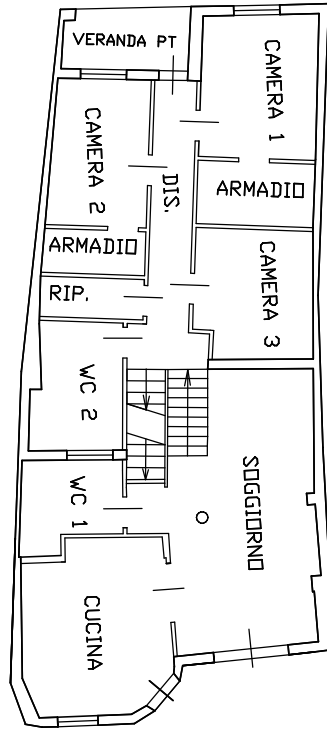 VERANDA PT
CAMERA 1
CAMERA 2
DIS.
ARMADIO
ARMADIO
CAMERA 3
RIP.
WC 2
WC 1
SOGGIORNO
CUCINA